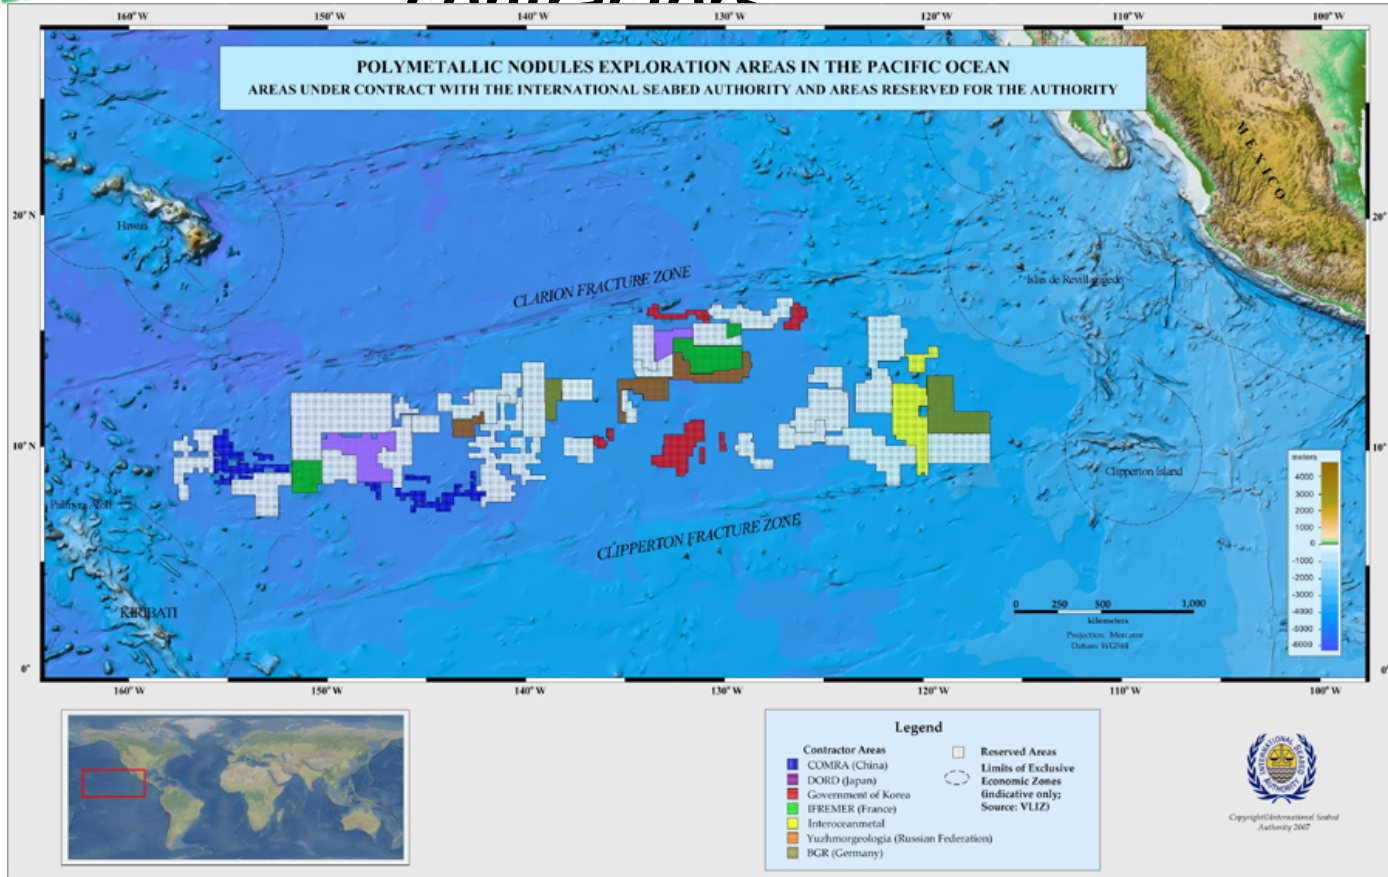 contractors
160° W 150° W 140° W 130° W 120° W 110° W 100° W
POLYMETALLIC NODULES EXPLORATION AREAS IN THE PACIFIC OCEAN
AREAS UNDER CONTRACT WITH THE INTERNATIONAL SEABED AUTHORITY AND AREAS RESERVED FOR THE AUTHORITY
MEXICO
20° N
20°
Hawaii
CLARION FRACTURE ZONE
Islas de Revillagigedo
10° N
10°
Clipperton Island
Palmyra Atoll
CLIPPERTON FRACTURE ZONE
KIRIBATI
meters
4000
3000
2000
1000
0
-1000
-2000
-3000
-4000
-5000
-6000
0 250 500 1,000
kilometers
Projection: Mercator
Datum: WGS84
0°
0°
160° W 150° W 140° W 130° W 120° W 110° W 100° W
Legend
Contractor Areas
COMRA (China)
DORD (Japan)
Government of Korea
IFREMER (France)
Interoceanmetal
Yuzhmorgeologia (Russian Federation)
BGR (Germany)
Reserved Areas
Limits of Exclusive
Economic Zones
(indicative only;
Source: VLIZ)
INTERNATIONAL SEABED
AUTHORITY
Copyright©International Seabed
Authority 2007